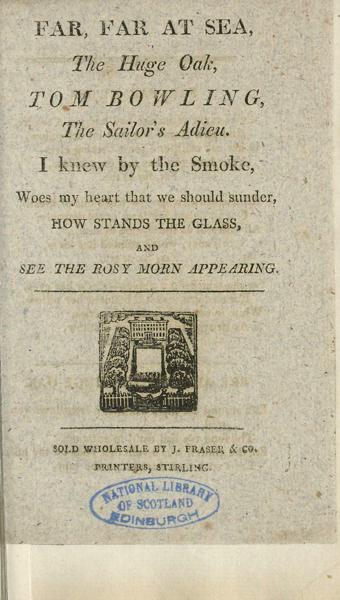 FAR, FAR AT SEA,
The Huge Oak,
TOM BOWLING,
The Sailor's Adieu.
I knew by the Smoke,
Woes my heart that we should sunder,
HOW STANDS THE GLASS,
AND
SEE THE ROSY MORN APPEARING.
SOLD WHOLESALE BY J. FRASER & CO.
PRINTERS, STIRLING.
NATIONAL LIBRARY
OF SCOTLAND
EDINBURGH